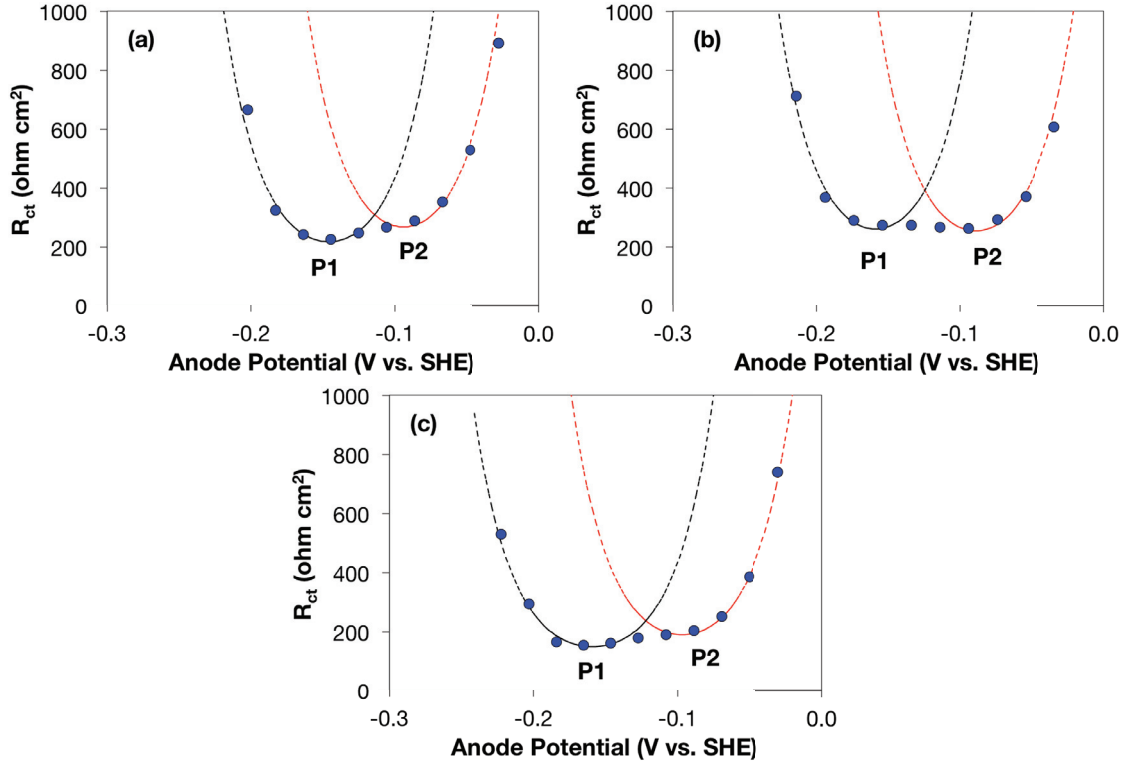 (a)
1000
800
600
400
200
0
R_ct (ohm cm²)
P1
P2
-0.3
-0.2
-0.1
0.0
Anode Potential (V vs. SHE)
(b)
1000
800
600
400
200
0
R_ct (ohm cm²)
P1
P2
-0.3
-0.2
-0.1
0.0
Anode Potential (V vs. SHE)
(c)
1000
800
600
400
200
0
R_ct (ohm cm²)
P1
P2
-0.3
-0.2
-0.1
0.0
Anode Potential (V vs. SHE)